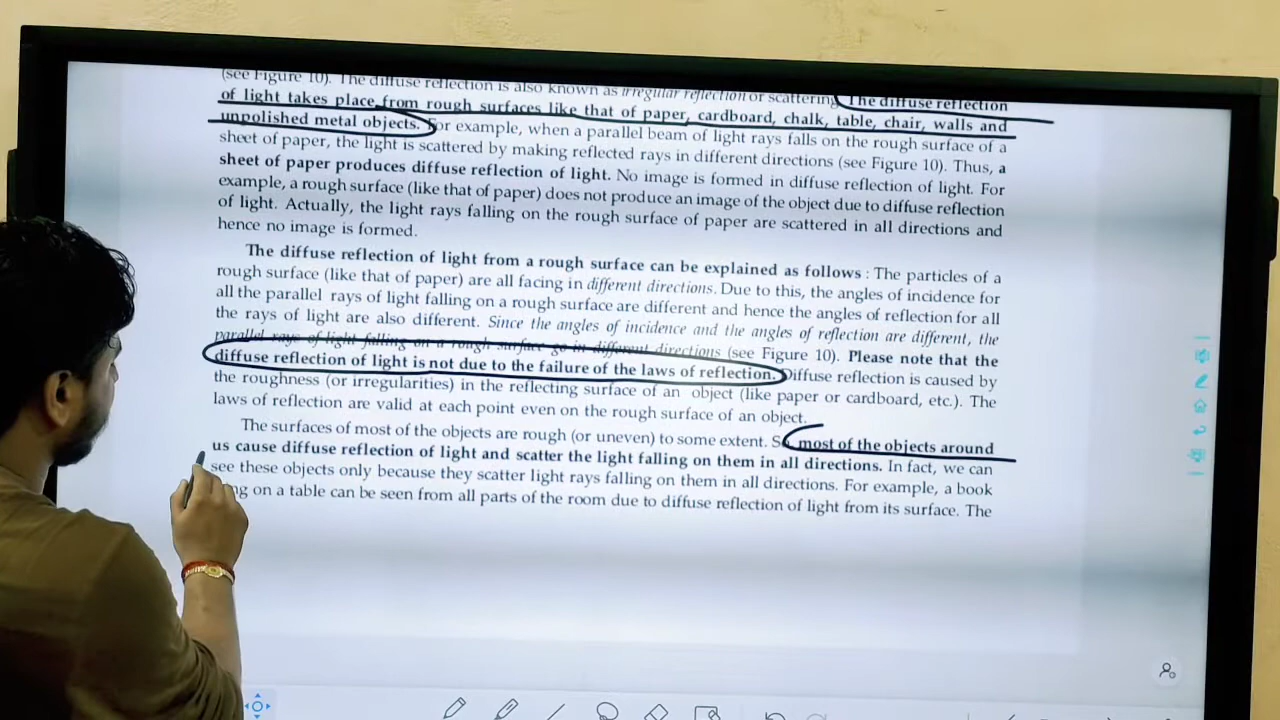 (see Figure 10). The diffuse reflection is also known as irregular reflection or scattering. The diffuse reflection
of light takes place from rough surfaces like that of paper, cardboard, chalk, table, chair, walls and
unpolished metal objects. For example, when a parallel beam of light rays falls on the rough surface of a
sheet of paper, the light is scattered by making reflected rays in different directions (see Figure 10). Thus, a
sheet of paper produces diffuse reflection of light. No image is formed in diffuse reflection of light. For
example, a rough surface (like that of paper) does not produce an image of the object due to diffuse reflection
of light. Actually, the light rays falling on the rough surface of paper are scattered in all directions and
hence no image is formed.
The diffuse reflection of light from a rough surface can be explained as follows : The particles of a
rough surface (like that of paper) are all facing in different directions. Due to this, the angles of incidence for
all the parallel rays of light falling on a rough surface are different and hence the angles of reflection for all
the rays of light are also different. Since the angles of incidence and the angles of reflection are different, the
parallel rays of light falling on a rough surface go in different directions (see Figure 10). Please note that the
diffuse reflection of light is not due to the failure of the laws of reflection. Diffuse reflection is caused by
the roughness (or irregularities) in the reflecting surface of an object (like paper or cardboard, etc.). The
laws of reflection are valid at each point even on the rough surface of an object.
The surfaces of most of the objects are rough (or uneven) to some extent. So most of the objects around
us cause diffuse reflection of light and scatter the light falling on them in all directions. In fact, we can
see these objects only because they scatter light rays falling on them in all directions. For example, a book
on a table can be seen from all parts of the room due to diffuse reflection of light from its surface. The